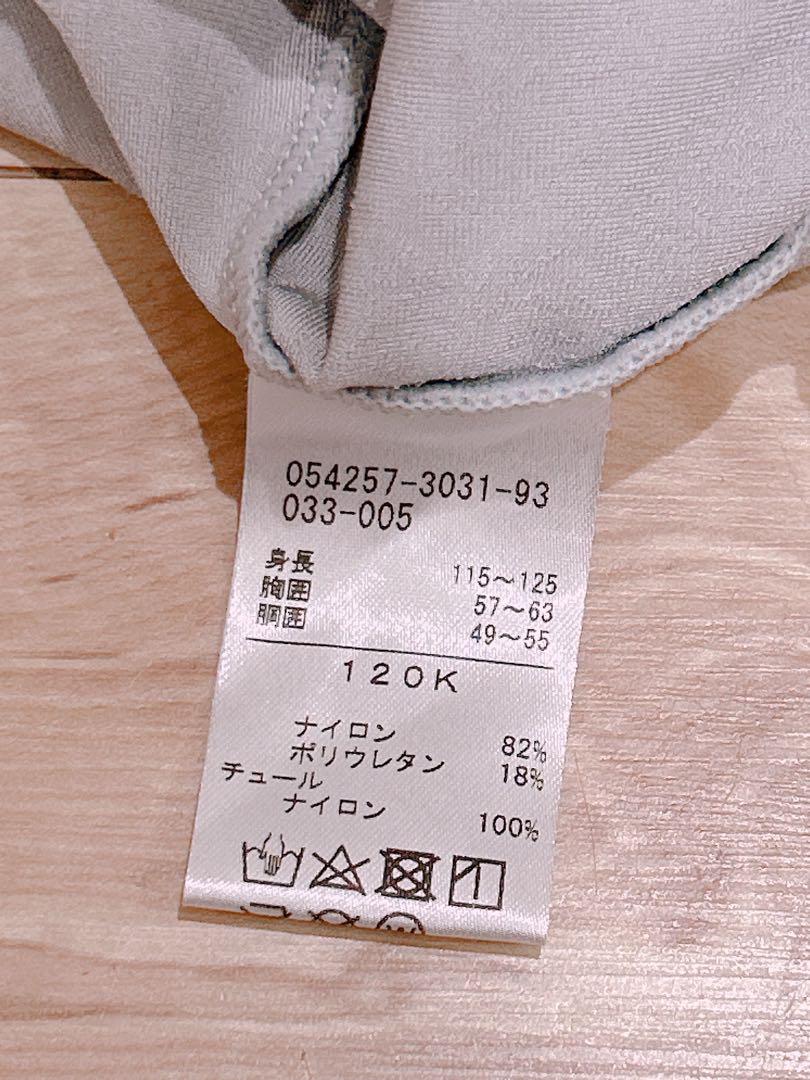 054257-3031-93
033-005
身長 115～125
胸囲 57～63
胴囲 49～55
120K
ナイロン 82%
ポリウレタン 18%
チュール
ナイロン 100%